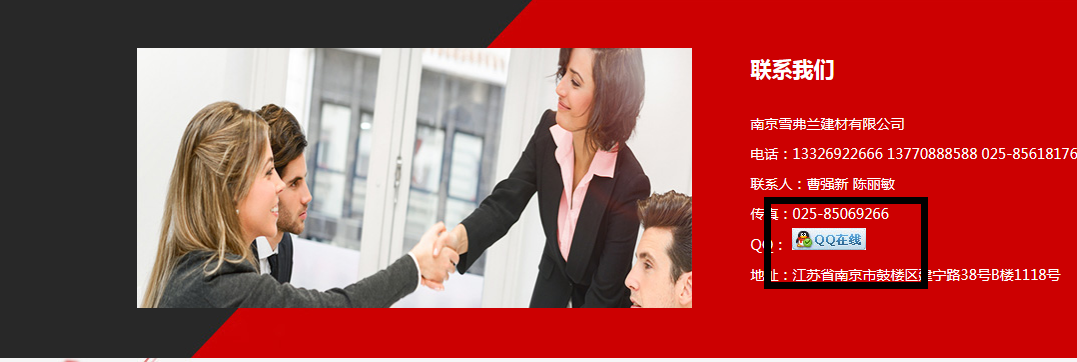 联系我们
南京雪弗兰建材有限公司
电话：13326922666 13770888588 025-85618176
联系人：曹强新 陈丽敏
传真：025-85069266
QQ： QQ在线
地址：江苏省南京市鼓楼区建宁路38号B楼1118号